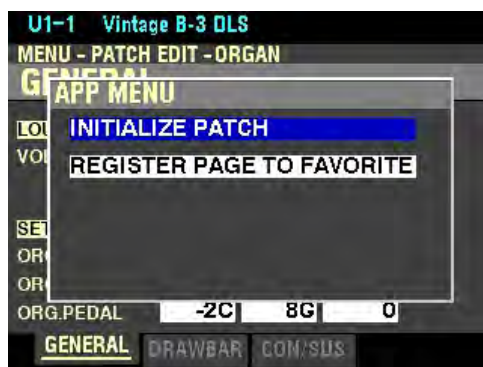 U1-1 Vintage B-3 DLS
MENU - PATCH EDIT - ORGAN
APP MENU
INITIALIZE PATCH
REGISTER PAGE TO FAVORITE
ORG.PEDAL -2C 8G 0
GENERAL DRAWBAR CON/SUS